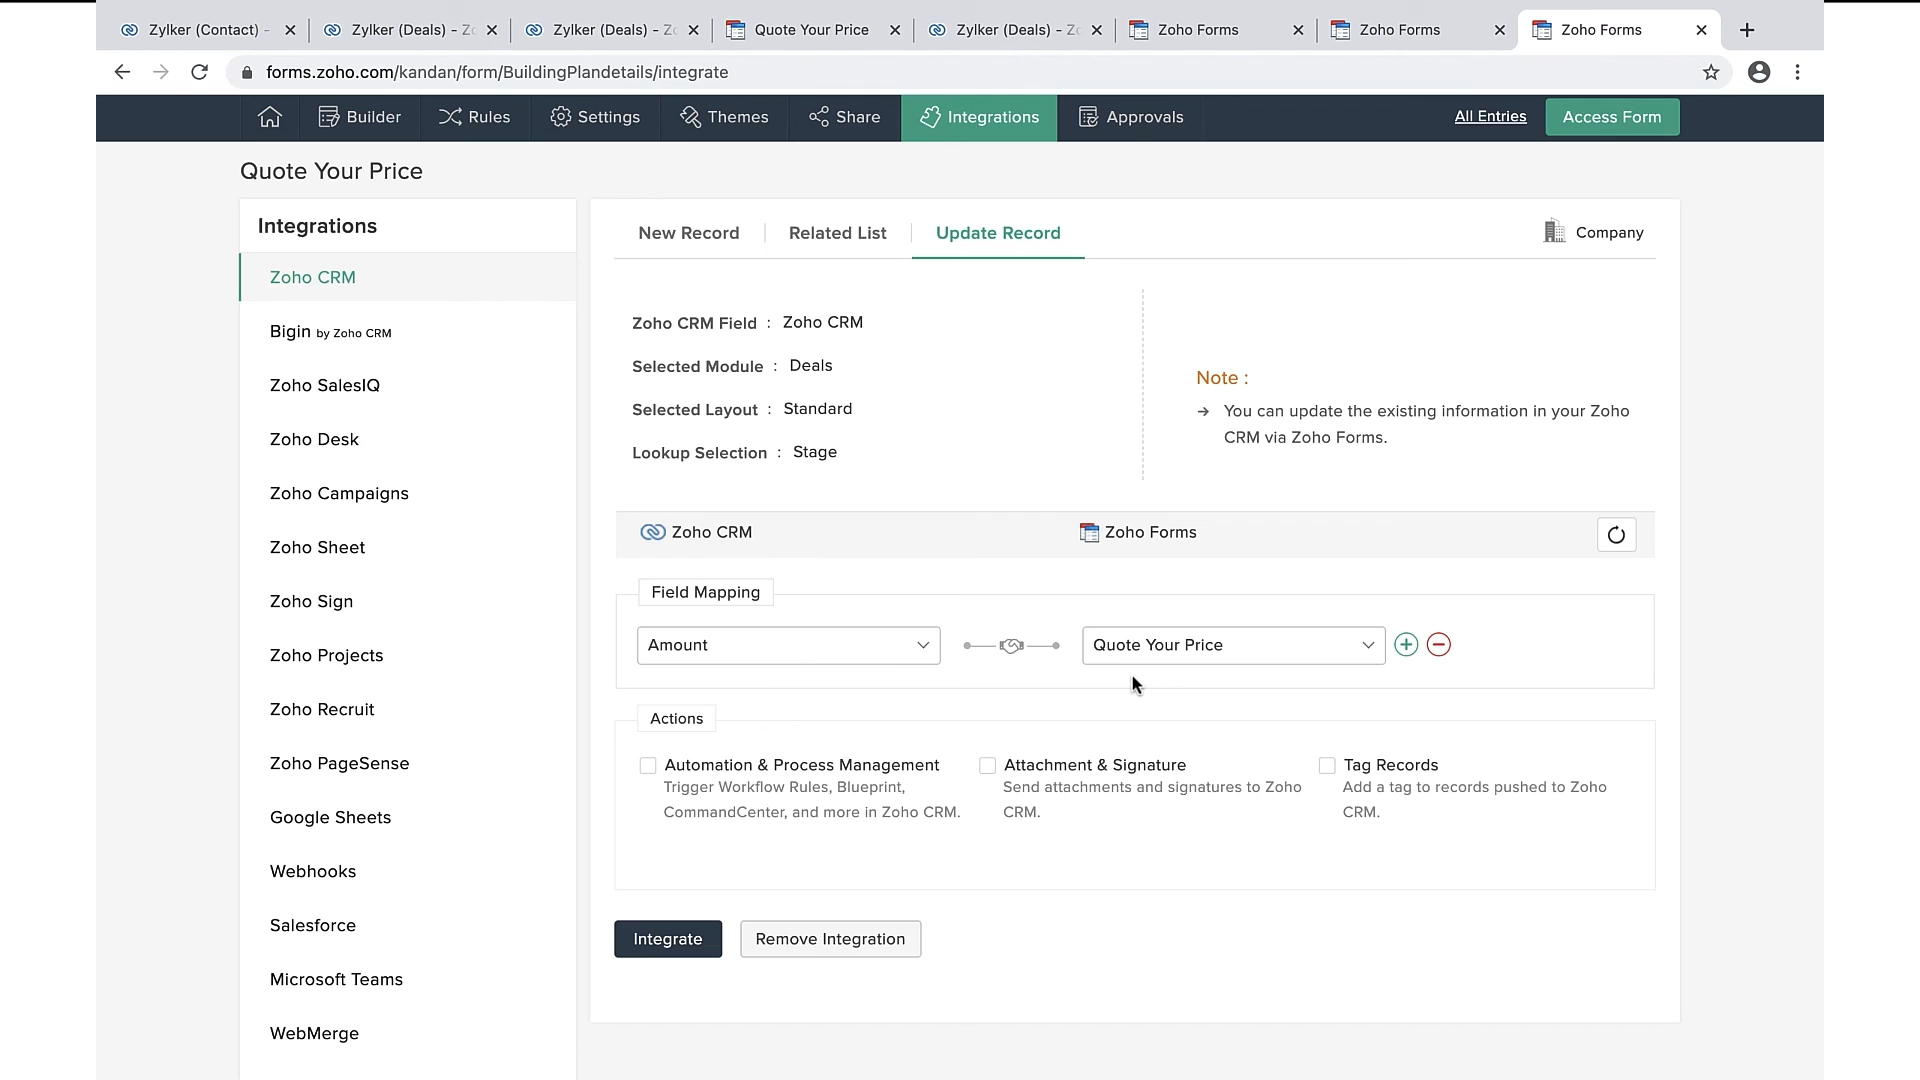 Zylker (Contact) -
Zylker (Deals) - Zo
Zylker (Deals) - Zo
Quote Your Price
Zylker (Deals) - Zo
Zoho Forms
Zoho Forms
Zoho Forms
forms.zoho.com/kandan/form/BuildingPlandetails/integrate
Builder
Rules
Settings
Themes
Share
Integrations
Approvals
All Entries
Access Form
Quote Your Price
Integrations
Zoho CRM
Bigin by Zoho CRM
Zoho SalesIQ
Zoho Desk
Zoho Campaigns
Zoho Sheet
Zoho Sign
Zoho Projects
Zoho Recruit
Zoho PageSense
Google Sheets
Webhooks
Salesforce
Microsoft Teams
WebMerge
New Record
Related List
Update Record
Company
Zoho CRM Field : Zoho CRM
Selected Module : Deals
Selected Layout : Standard
Lookup Selection : Stage
Note :
You can update the existing information in your Zoho
CRM via Zoho Forms.
Zoho CRM
Zoho Forms
Field Mapping
Amount
Quote Your Price
Actions
Automation & Process Management
Trigger Workflow Rules, Blueprint,
CommandCenter, and more in Zoho CRM.
Attachment & Signature
Send attachments and signatures to Zoho
CRM.
Tag Records
Add a tag to records pushed to Zoho
CRM.
Integrate
Remove Integration